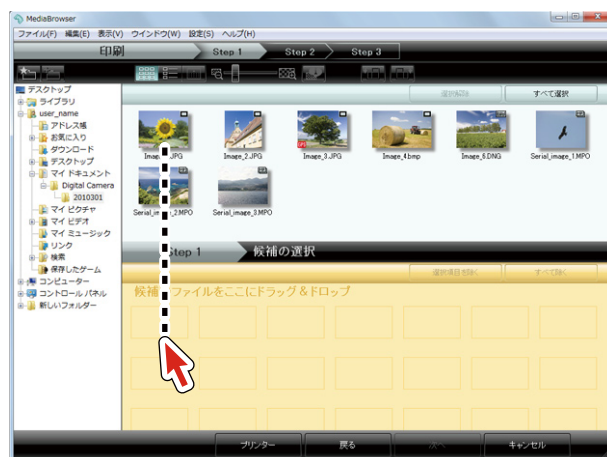 MediaBrowser
ファイル(F) 編集(E) 表示(V) ウインドウ(W) 設定(S) ヘルプ(H)
印刷 Step 1 Step 2 Step 3
選択解除 すべて選択
デスクトップ
ライブラリ
user_name
アドレス帳
お気に入り
ダウンロード
デスクトップ
マイ ドキュメント
Digital Camera
2010301
マイ ピクチャ
マイ ビデオ
マイ ミュージック
リンク
検索
保存したゲーム
コンピューター
コントロール パネル
新しいフォルダー
Image_2.JPG Image_3.JPG Image_4.bmp Image_6.DNG Serial_image_1.MPO
Serial_image_3.MPO
Step 1 候補の選択
選択項目を除く すべて除く
ファイルをここにドラッグ&ドロップ
プリンター 戻る 次へ キャンセル